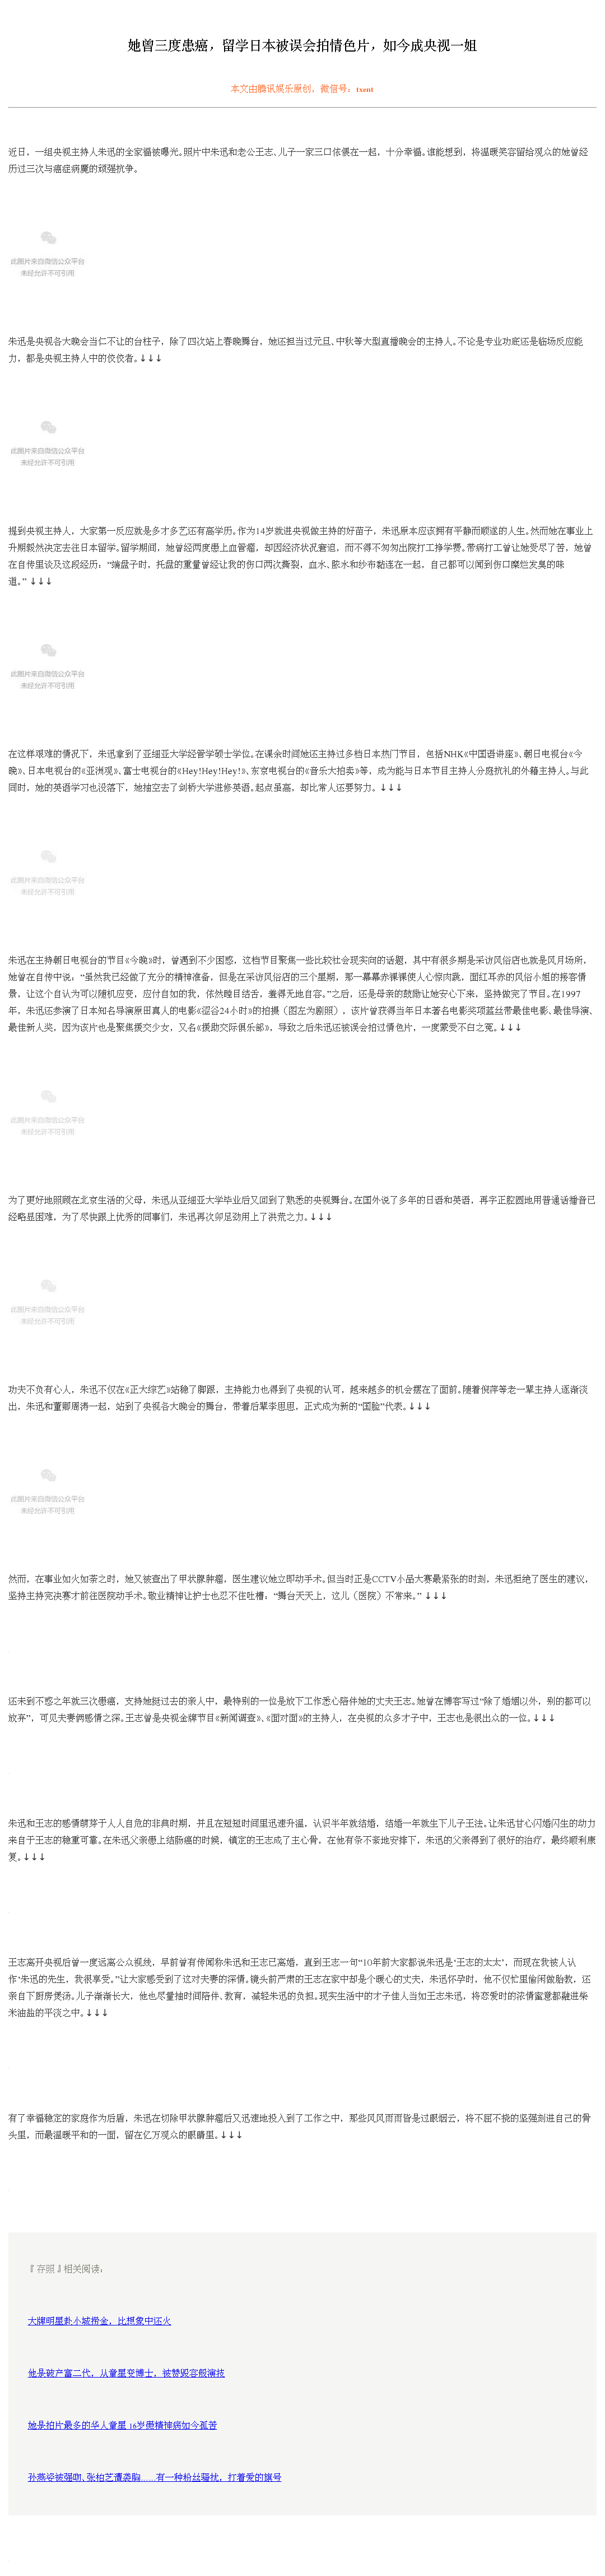 她曾三度患癌，留学日本被误会拍情色片，如今成央视一姐
本文由腾讯娱乐原创，微信号：txent
近日，一组央视主持人朱迅的全家福被曝光。照片中朱迅和老公王志、儿子一家三口依偎在一起，十分幸福。谁能想到，将温暖笑容留给观众的她曾经
历过三次与癌症病魔的顽强抗争。
此图片来自微信公众平台
未经允许不可引用
朱迅是央视各大晚会当仁不让的台柱子，除了四次站上春晚舞台，她还担当过元旦、中秋等大型直播晚会的主持人。不论是专业功底还是临场反应能
力，都是央视主持人中的佼佼者。↓↓↓
此图片来自微信公众平台
未经允许不可引用
提到央视主持人，大家第一反应就是多才多艺还有高学历。作为14岁就进央视做主持的好苗子，朱迅原本应该拥有平静而顺遂的人生。然而她在事业上
升期毅然决定去往日本留学。留学期间，她曾经两度患上血管瘤，却因经济状况窘迫，而不得不匆匆出院打工挣学费。带病打工曾让她受尽了苦，她曾
在自传里谈及这段经历：“端盘子时，托盘的重量曾经让我的伤口两次撕裂，血水、脓水和纱布黏连在一起，自己都可以闻到伤口糜烂发臭的味
道。” ↓↓↓
此图片来自微信公众平台
未经允许不可引用
在这样艰难的情况下，朱迅拿到了亚细亚大学经管学硕士学位。在课余时间她还主持过多档日本热门节目，包括NHK《中国语讲座》、朝日电视台《今
晚》、日本电视台的《亚洲观》、富士电视台的《Hey!Hey!Hey!》、东京电视台的《音乐大拍卖》等，成为能与日本节目主持人分庭抗礼的外籍主持人。与此
同时，她的英语学习也没落下，她抽空去了剑桥大学进修英语。起点虽高，却比常人还要努力。 ↓↓↓
此图片来自微信公众平台
未经允许不可引用
朱迅在主持朝日电视台的节目《今晚》时，曾遇到不少困惑，这档节目聚焦一些比较社会现实向的话题，其中有很多期是采访风俗店也就是风月场所，
她曾在自传中说：“虽然我已经做了充分的精神准备，但是在采访风俗店的三个星期，那一幕幕赤裸裸使人心惊肉跳，面红耳赤的风俗小姐的接客情
景，让这个自认为可以随机应变，应付自如的我，依然瞠目结舌，羞得无地自容。”之后，还是母亲的鼓励让她安心下来，坚持做完了节目。在1997
年，朱迅还参演了日本知名导演原田真人的电影《涩谷24小时》的拍摄（图左为剧照），该片曾获得当年日本著名电影奖项蓝丝带最佳电影、最佳导演、
最佳新人奖，因为该片也是聚焦援交少女，又名《援助交际俱乐部》，导致之后朱迅还被误会拍过情色片，一度蒙受不白之冤。↓↓↓
此图片来自微信公众平台
未经允许不可引用
为了更好地照顾在北京生活的父母，朱迅从亚细亚大学毕业后又回到了熟悉的央视舞台。在国外说了多年的日语和英语，再字正腔圆地用普通话播音已
经略显困难，为了尽快跟上优秀的同事们，朱迅再次卯足劲用上了洪荒之力。↓↓↓
此图片来自微信公众平台
未经允许不可引用
功夫不负有心人，朱迅不仅在《正大综艺》站稳了脚跟，主持能力也得到了央视的认可，越来越多的机会摆在了面前。随着倪萍等老一辈主持人逐渐淡
出，朱迅和董卿周涛一起，站到了央视各大晚会的舞台，带着后辈李思思，正式成为新的“国脸”代表。↓↓↓
此图片来自微信公众平台
未经允许不可引用
然而，在事业如火如荼之时，她又被查出了甲状腺肿瘤，医生建议她立即动手术。但当时正是CCTV小品大赛最紧张的时刻，朱迅拒绝了医生的建议，
坚持主持完决赛才前往医院动手术。敬业精神让护士也忍不住吐槽：“舞台天天上，这儿（医院）不常来。” ↓↓↓
还未到不惑之年就三次患癌，支持她挺过去的亲人中，最特别的一位是放下工作悉心陪伴她的丈夫王志。她曾在博客写过“除了婚姻以外，别的都可以
放弃”，可见夫妻俩感情之深。王志曾是央视金牌节目《新闻调查》、《面对面》的主持人，在央视的众多才子中，王志也是很出众的一位。↓↓↓
朱迅和王志的感情萌芽于人人自危的非典时期，并且在短短时间里迅速升温，认识半年就结婚，结婚一年就生下儿子王法。让朱迅甘心闪婚闪生的动力
来自于王志的稳重可靠。在朱迅父亲患上结肠癌的时候，镇定的王志成了主心骨，在他有条不紊地安排下，朱迅的父亲得到了很好的治疗，最终顺利康
复。↓↓↓
王志离开央视后曾一度远离公众视线，早前曾有传闻称朱迅和王志已离婚，直到王志一句“10年前大家都说朱迅是‘王志的太太’，而现在我被人认
作‘朱迅的先生，我很享受。”让大家感受到了这对夫妻的深情。镜头前严肃的王志在家中却是个暖心的丈夫，朱迅怀孕时，他不仅忙里偷闲做胎教，还
亲自下厨房煲汤。儿子渐渐长大，他也尽量抽时间陪伴、教育，减轻朱迅的负担。现实生活中的才子佳人当如王志朱迅，将恋爱时的浓情蜜意都融进柴
米油盐的平淡之中。↓↓↓
有了幸福稳定的家庭作为后盾，朱迅在切除甲状腺肿瘤后又迅速地投入到了工作之中，那些风风雨雨皆是过眼烟云，将不屈不挠的坚强刻进自己的骨
头里，而最温暖平和的一面，留在亿万观众的眼睛里。↓↓↓
『存照』相关阅读：
大牌明星赴小城捞金，比想象中还火
他是破产富二代，从童星变博士，被赞毁容般演技
她是拍片最多的华人童星 16岁患精神病如今孤苦
孙燕姿被强吻、张柏芝遭袭胸……有一种粉丝骚扰，打着爱的旗号